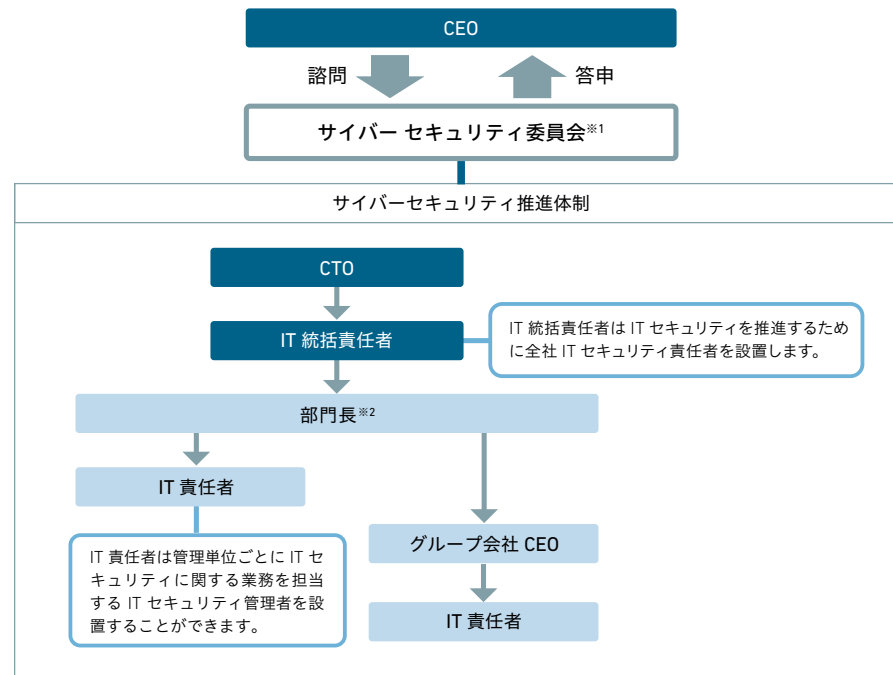 CEO
諮問
答申
サイバー セキュリティ委員会※1
サイバーセキュリティ推進体制
CTO
IT 統括責任者
IT 統括責任者は IT セキュリティを推進するため
に全社 IT セキュリティ責任者を設置します。
部門長※2
IT 責任者
IT 責任者は管理単位ごとに IT セ
キュリティに関する業務を担当
する IT セキュリティ管理者を設
置することができます。
グループ会社 CEO
IT 責任者